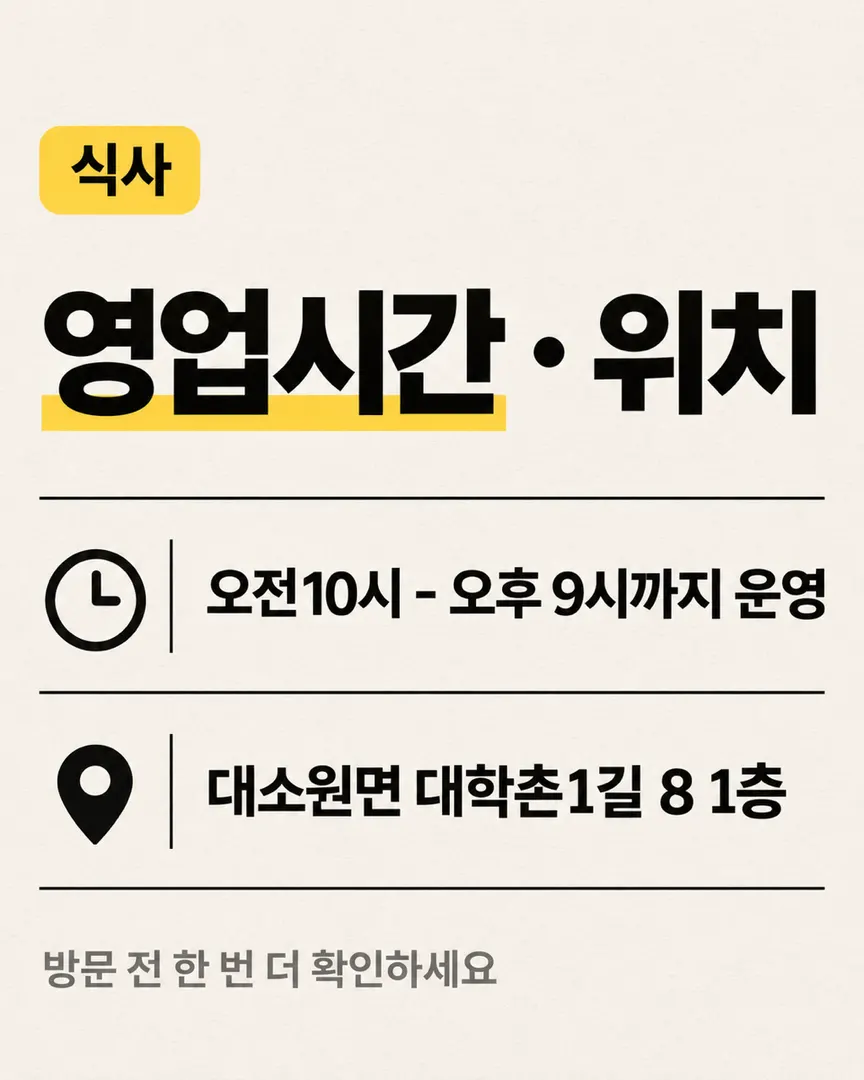 식사
영업시간 · 위치
오전10시 - 오후 9시까지 운영
대소원면 대학촌1길 8 1층
방문 전 한 번 더 확인하세요